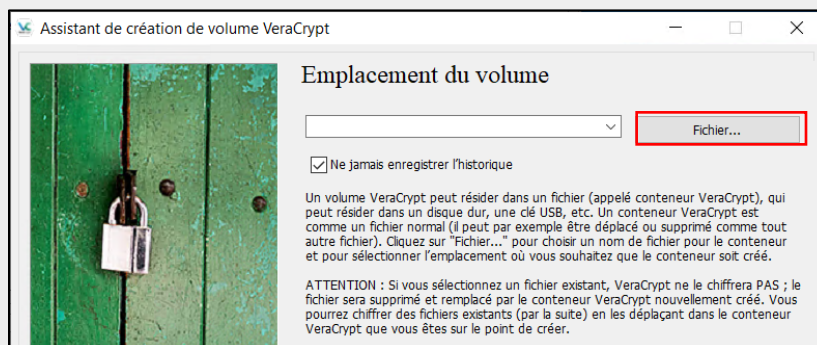 Assistant de création de volume VeraCrypt
Emplacement du volume
Fichier...
Ne jamais enregistrer l'historique
Un volume VeraCrypt peut résider dans un fichier (appelé conteneur VeraCrypt), qui
peut résider dans un disque dur, une clé USB, etc. Un conteneur VeraCrypt est
comme un fichier normal (il peut par exemple être déplacé ou supprimé comme tout
autre fichier). Cliquez sur "Fichier..." pour choisir un nom de fichier pour le conteneur
et pour sélectionner l'emplacement où vous souhaitez que le conteneur soit créé.
ATTENTION : Si vous sélectionnez un fichier existant, VeraCrypt ne le chiffrera PAS ; le
fichier sera supprimé et remplacé par le conteneur VeraCrypt nouvellement créé. Vous
pourrez chiffrer des fichiers existants (par la suite) en les déplaçant dans le conteneur
VeraCrypt que vous êtes sur le point de créer.